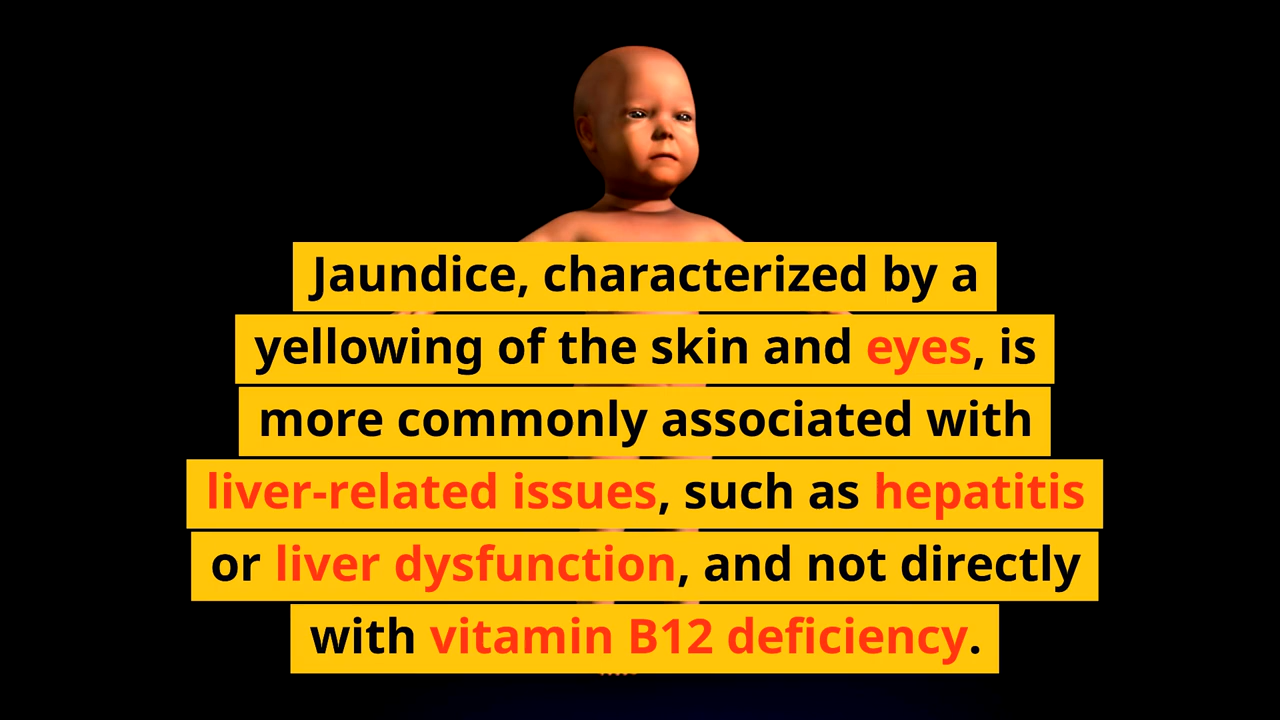 Jaundice, characterized by a
yellowing of the skin and eyes, is
more commonly associated with
liver-related issues, such as hepatitis
or liver dysfunction, and not directly
with vitamin B12 deficiency.